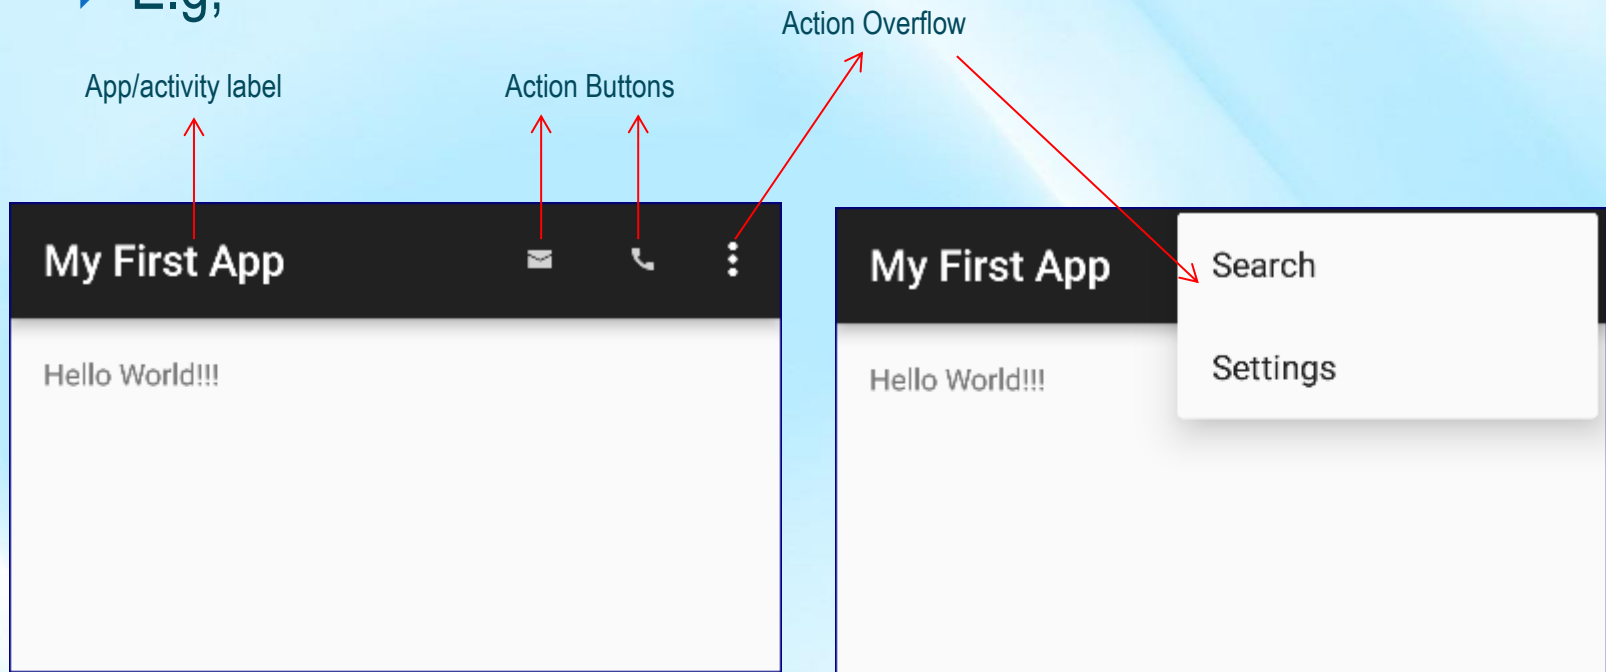 E.g,
Action Overflow
App/activity label
Action Buttons
My First App
Hello World!!!
My First App
Search
Settings
Hello World!!!